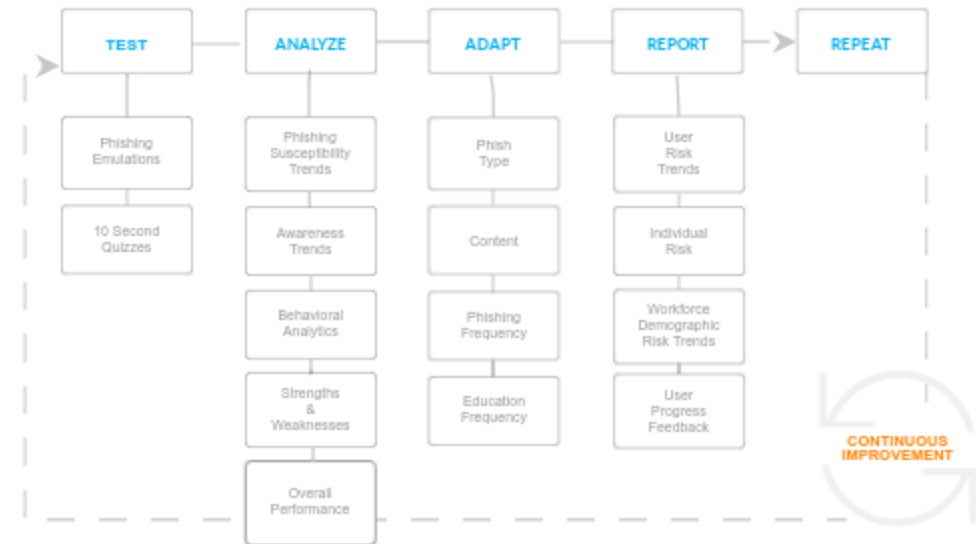 TEST
ANALYZE
ADAPT
REPORT
REPEAT
Phishing
Emulations
10 Second
Quizzes
Phishing
Susceptibility
Trends
Awareness
Trends
Behavioral
Analytics
Strengths
&
Weaknesses
Overall
Performance
Phish
Type
Content
Phishing
Frequency
Education
Frequency
User
Risk
Trends
Individual
Risk
Workforce
Demographic
Risk Trends
User
Progress
Feedback
CONTINUOUS
IMPROVEMENT